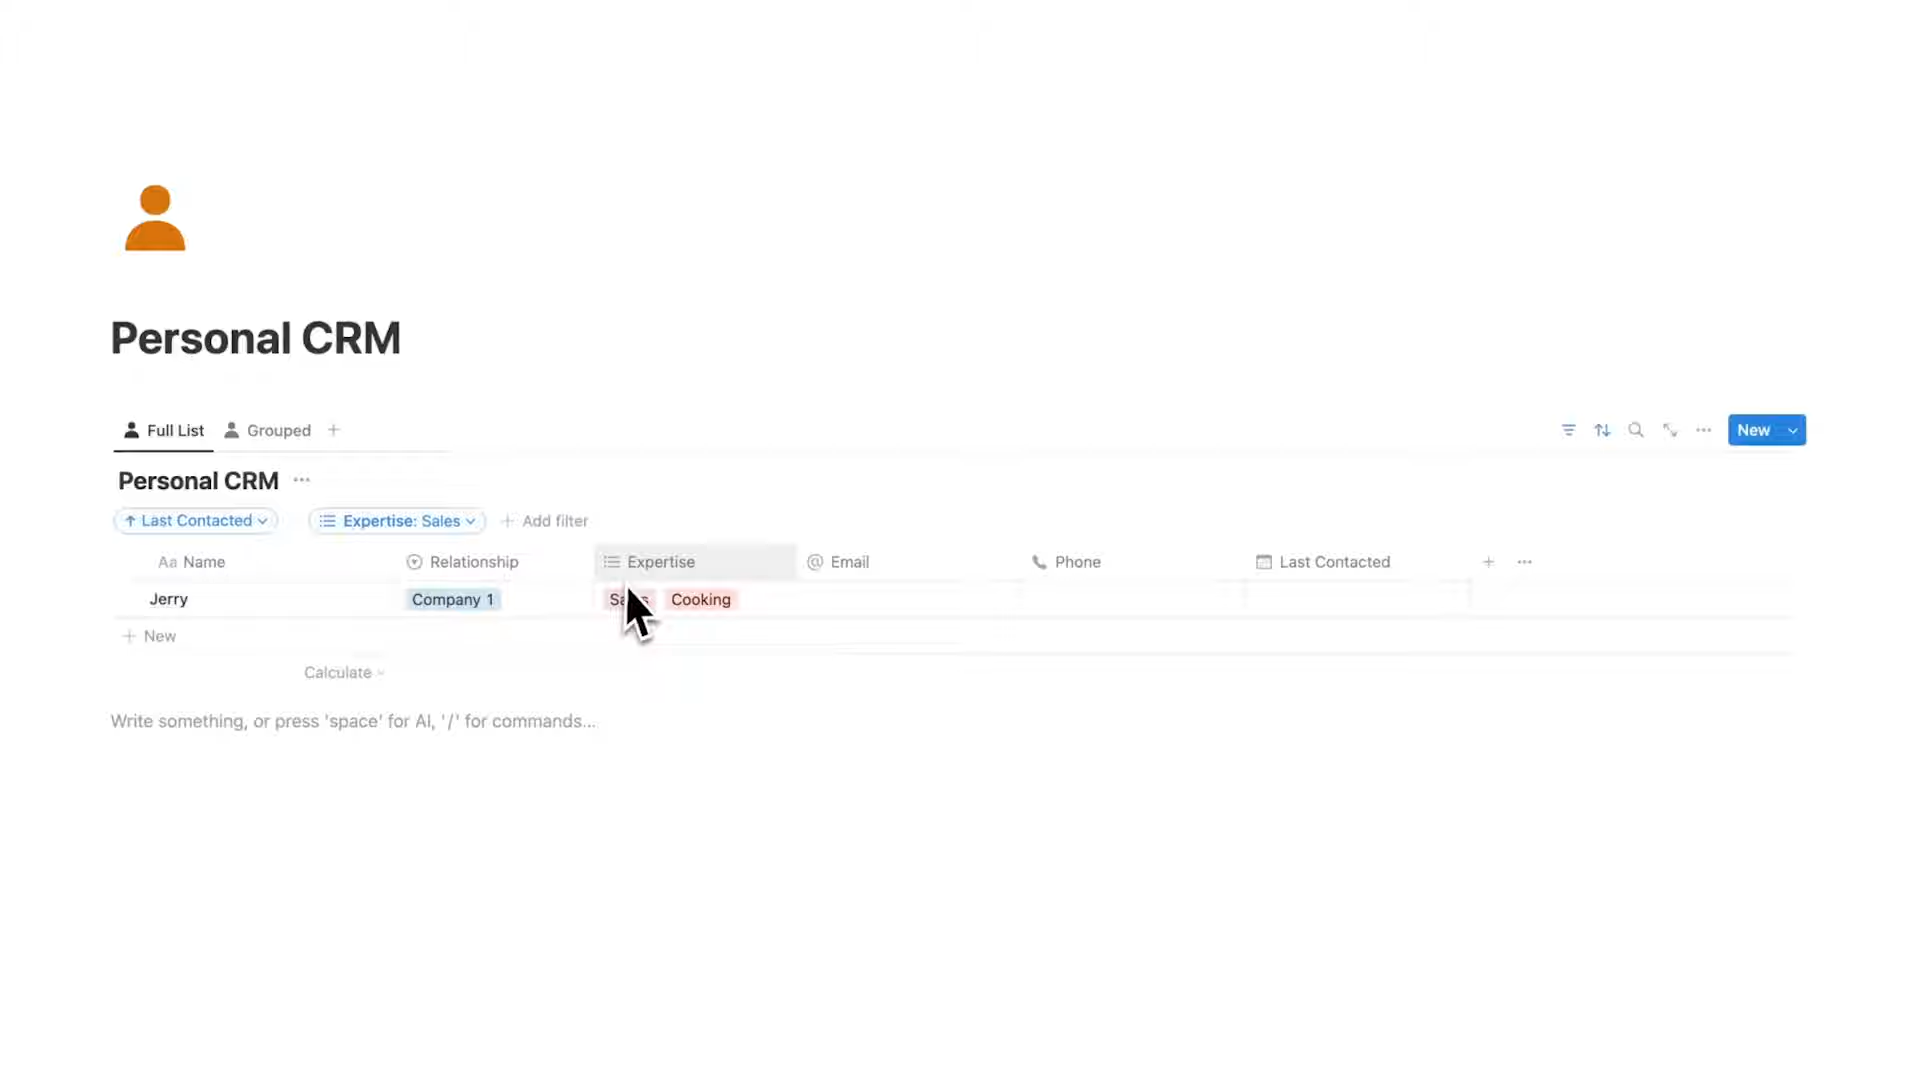 Personal CRM
Full List Grouped
New
Personal CRM
Last Contacted Expertise: Sales Add filter
Aa Name Relationship Expertise @ Email Phone Last Contacted
Jerry Company 1 Cooking
New
Calculate
Write something, or press 'space' for AI, '/' for commands...